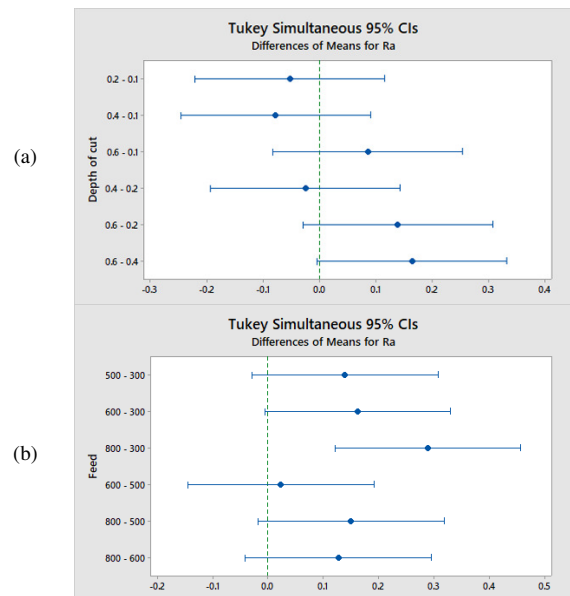 (a)
Tukey Simultaneous 95% CIs
Differences of Means for Ra
Depth of cut
0.2 - 0.1
0.4 - 0.1
0.6 - 0.1
0.4 - 0.2
0.6 - 0.2
0.6 - 0.4
-0.3 -0.2 -0.1 0.0 0.1 0.2 0.3 0.4
(b)
Tukey Simultaneous 95% CIs
Differences of Means for Ra
Feed
500 - 300
600 - 300
800 - 300
600 - 500
800 - 500
800 - 600
-0.2 -0.1 0.0 0.1 0.2 0.3 0.4 0.5